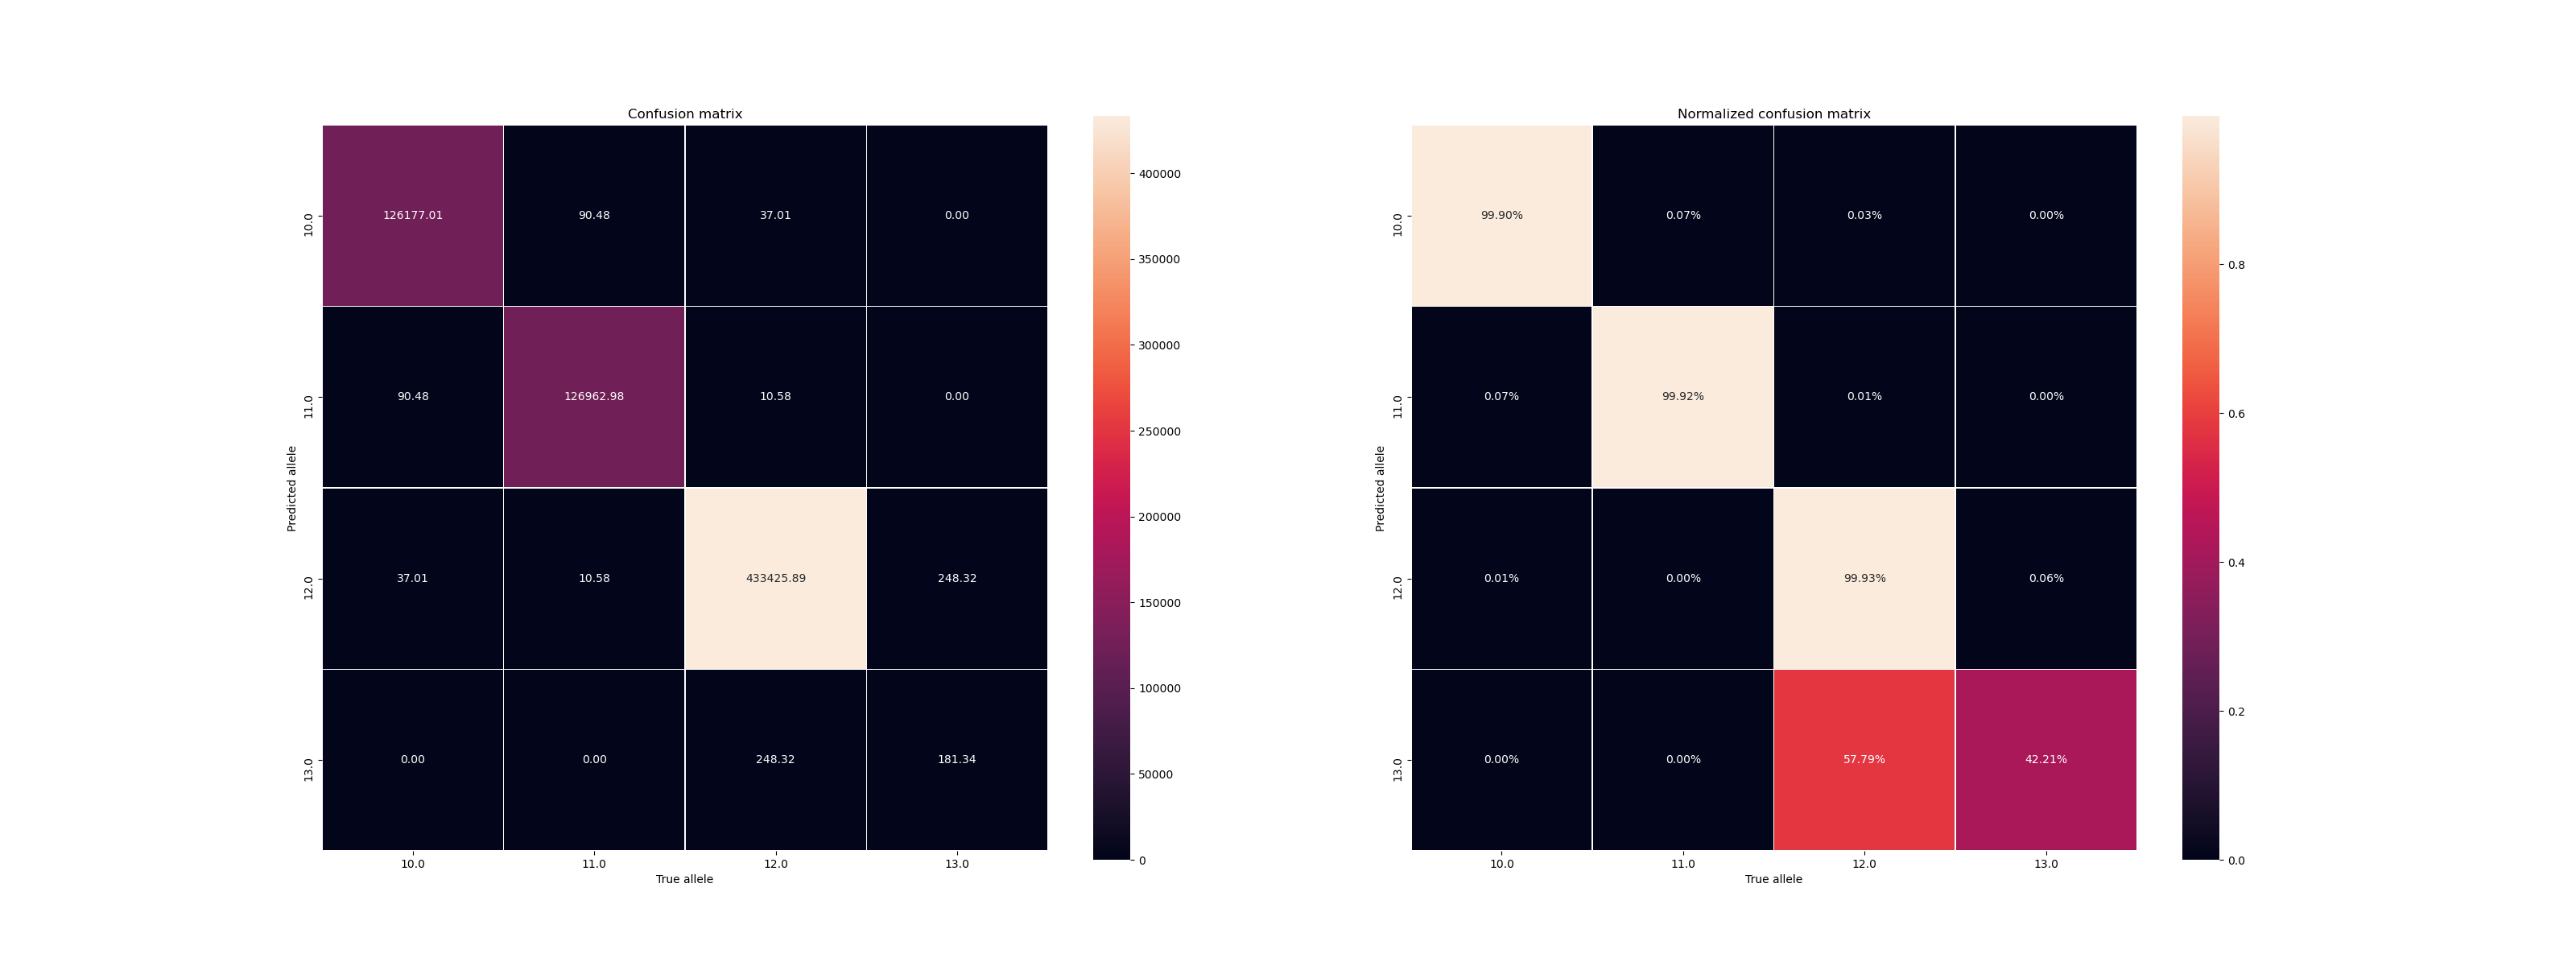 Confusion matrix
Predicted allele
10.0
11.0
12.0
13.0
126177.01 90.48 37.01 0.00
90.48 126962.98 10.58 0.00
37.01 10.58 433425.89 248.32
0.00 0.00 248.32 181.34
10.0 11.0 12.0 13.0
True allele
400000
350000
300000
250000
200000
150000
100000
50000
0
Normalized confusion matrix
Predicted allele
10.0
11.0
12.0
13.0
99.90% 0.07% 0.03% 0.00%
0.07% 99.92% 0.01% 0.00%
0.01% 0.00% 99.93% 0.06%
0.00% 0.00% 57.79% 42.21%
10.0 11.0 12.0 13.0
True allele
0.8
0.6
0.4
0.2
0.0